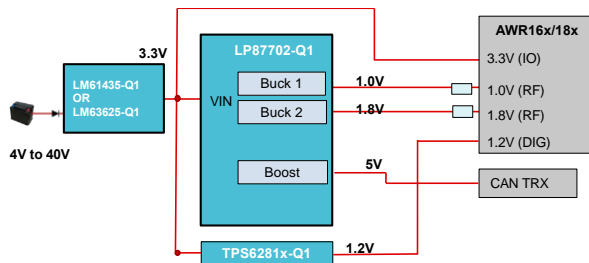 AWR16x/18x
3.3V
LP87702-Q1
3.3V (IO)
LM61435-Q1
OR
LM63625-Q1
VIN
Buck 1
1.0V
1.0V (RF)
Buck 2
1.8V
1.8V (RF)
1.2V (DIG)
4V to 40V
Boost
5V
CAN TRX
TPS6281x-Q1
1.2V